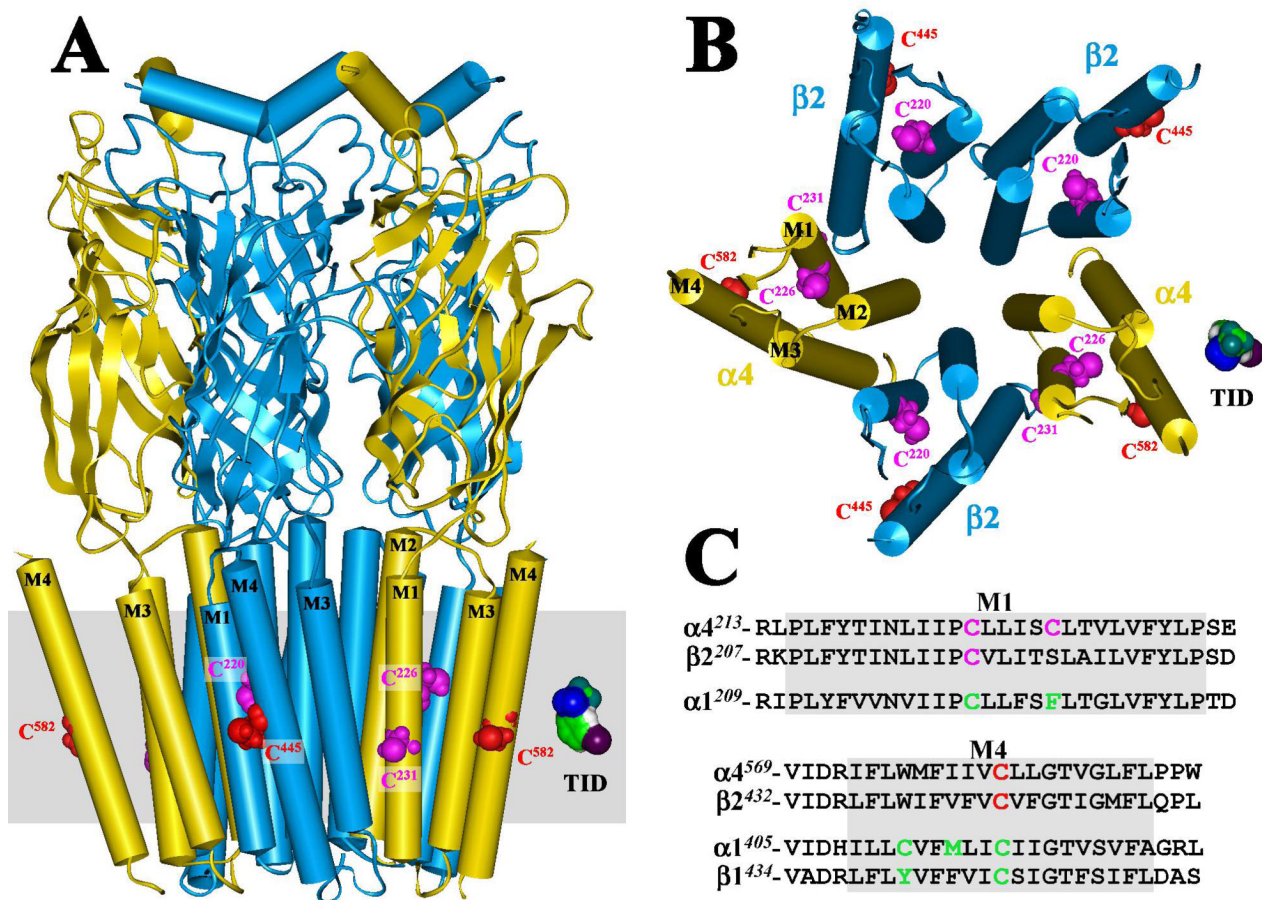 A
M4
M3
M1
M4
M3
M2
M1
M3
M4
C220
C226
C582
C445
C231
C582
TID
B
C445
β2
β2
C220
C445
C220
C231
M1
C582
C226
M4
M2
M3
α4
α4
C226
TID
C220
C231
C582
C445
β2
C
M1
α4213- RLPLFYTINLIIPCLLISCLTVLVFYLPSE
β2207- RKPLFYTINLIIPCVLITSLAILVFYLPSD
α1209- RIPLYFVVNVIIPCLLFSFLTGLVFYLPTD
M4
α4569-VIDRIFLWMFIIVCLLGTVGLFLPPW
β2432-VIDRLFLWIFVFVCVFGTIGMFLQPL
α1405-VIDHILLCVFMLICIIGTVSVFAGRL
β1434-VADRLFLYVFFVICSIGTFSIFLDAS